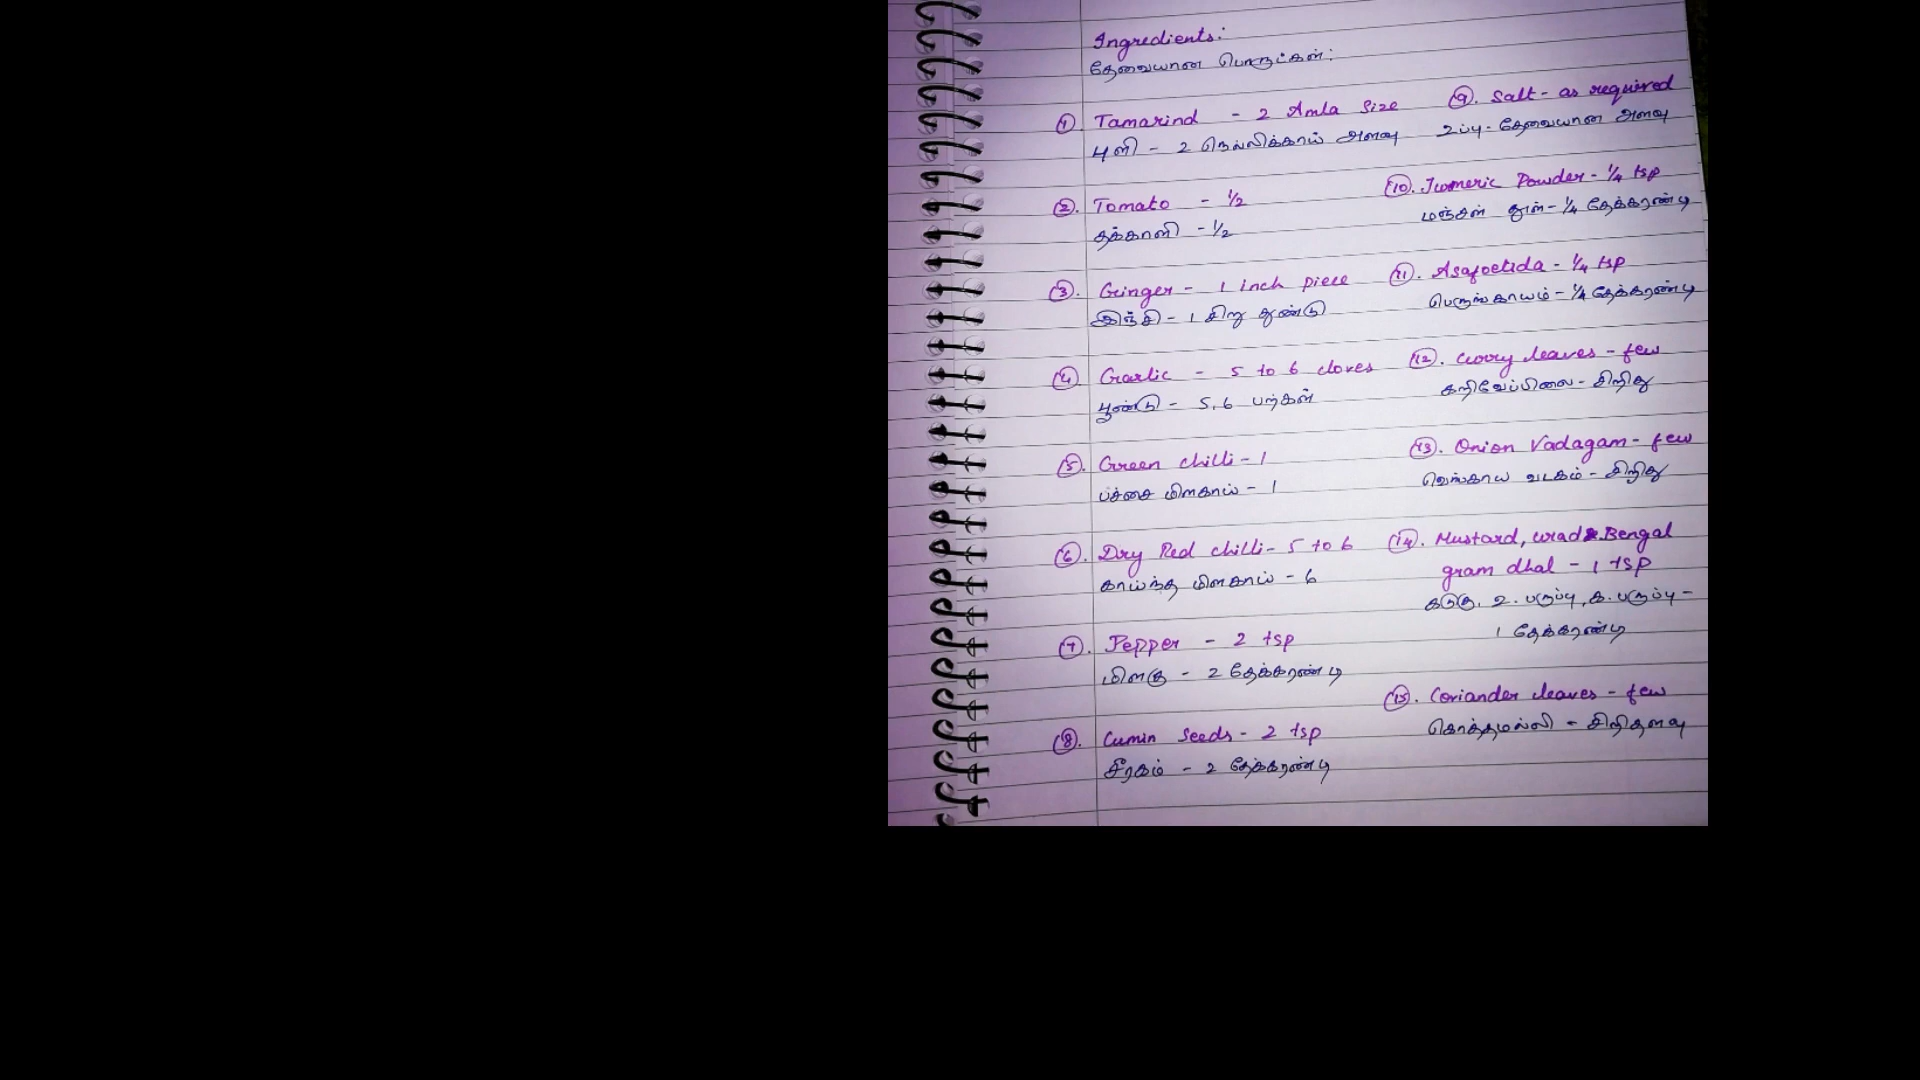 Ingredients:
தேவையான பொருட்கள்:
① Tamarind - 2 Amla Size
புளி - 2 நெல்லிக்காய் அளவு
②. Tomato - 1/2
தக்காளி - 1/2
③. Ginger - 1 inch piece
இஞ்சி - 1 சிறு துண்டு
④ Garlic - 5 to 6 cloves
பூண்டு - 5,6 பற்கள்
⑤. Green chilli - 1
பச்சை மிளகாய் - 1
⑥. Dry Red chilli - 5 to 6
காய்ந்த மிளகாய் - 6
⑦. Pepper - 2 tsp
மிளகு - 2 தேக்கரண்டி
⑧. Cumin Seeds - 2 tsp
சீரகம் - 2 தேக்கரண்டி
⑨. Salt - as required
உப்பு - தேவையான அளவு
⑩. Turmeric Powder - 1/4 tsp
மஞ்சள் தூள் - 1/4 தேக்கரண்டி
⑪. Asafoetida - 1/4 tsp
பெருங்காயம் - 1/4 தேக்கரண்டி
⑫. Curry leaves - few
கறிவேப்பிலை - சிறிது
⑬. Onion Vadagam - few
வெங்காய வடகம் - சிறிது
⑭. Mustard, urad & Bengal
gram dhal - 1 tsp
கடுகு, உ. பருப்பு, க. பருப்பு -
1 தேக்கரண்டி
⑮. Coriander leaves - few
கொத்தமல்லி - சிறிதளவு